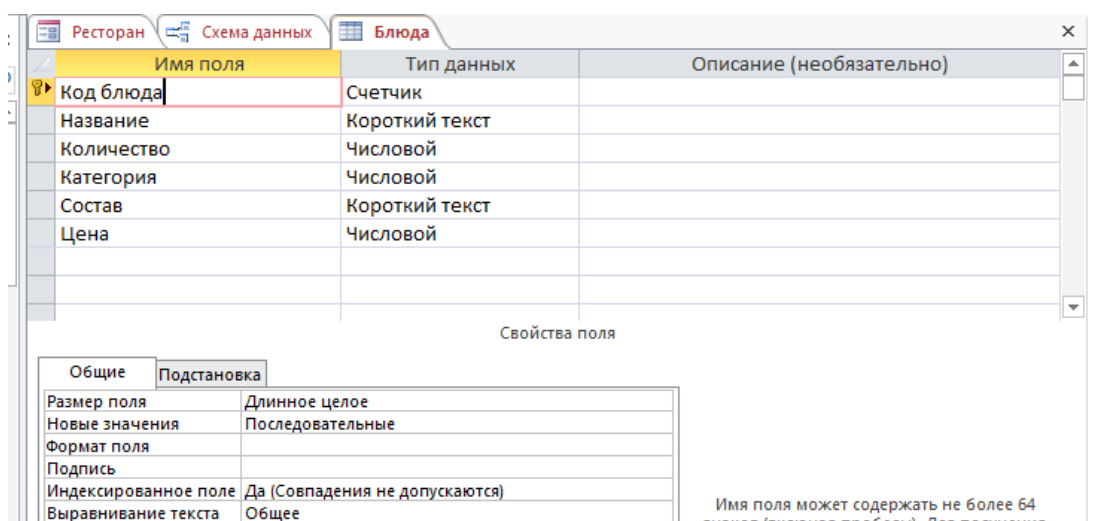 Ресторан Схема данных Блюда
Имя поля Тип данных Описание (необязательно)
Код блюда Счетчик
Название Короткий текст
Количество Числовой
Категория Числовой
Состав Короткий текст
Цена Числовой
Свойства поля
Общие Подстановка
Размер поля Длинное целое
Новые значения Последовательные
Формат поля
Подпись
Индексированное поле Да (Совпадения не допускаются)
Выравнивание текста Общее
Имя поля может содержать не более 64